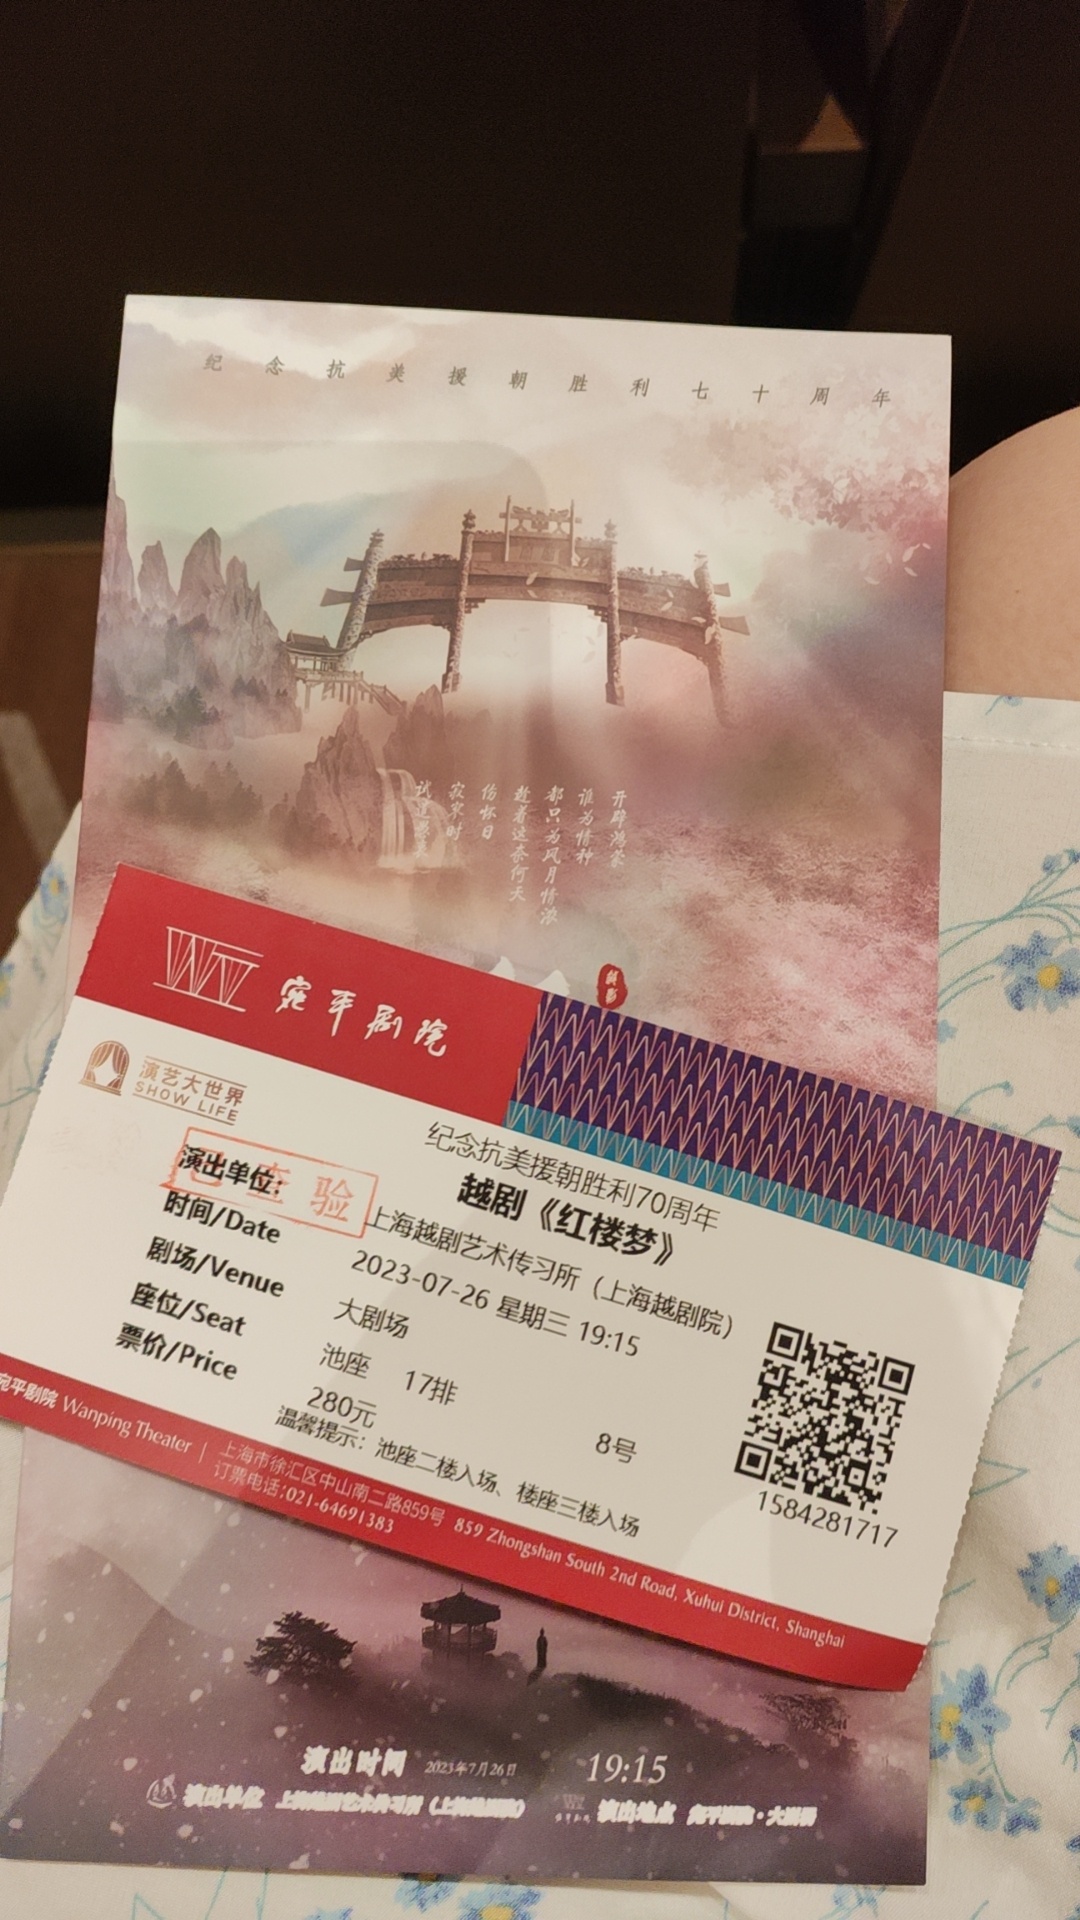 纪念抗美援朝胜利七十周年
开辟鸿蒙
谁为情种
都只为风月情浓
趁着这奈何天
伤怀日
寂寥时
试遣愚衷
宛平剧院
演艺大世界
SHOW LIFE
纪念抗美援朝胜利70周年
越剧《红楼梦》
演出单位: 上海越剧艺术传习所（上海越剧院）
时间/Date 2023-07-26 星期三 19:15
剧场/Venue 大剧场
座位/Seat 池座 17排 8号
票价/Price 280元
温馨提示：池座二楼入场、楼座三楼入场
已查验
1584281717
宛平剧院 Wanping Theater | 上海市徐汇区中山南二路859号 859 Zhongshan South 2nd Road, Xuhui District, Shanghai
订票电话:021-64691383
演出时间 2023年7月26日 19:15
演出单位 上海越剧艺术传习所（上海越剧院） 演出地点 宛平剧院·大剧场